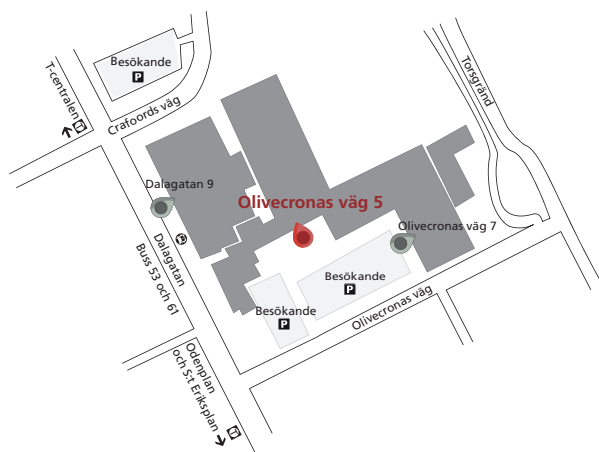 Besökande
P
T-centralen
T
Crafoords väg
Torsgränd
Dalagatan 9
Olivecronas väg 5
Olivecronas väg 7
Dalagatan
Buss 53 och 61
Besökande
P
Besökande
P
Olivecronas väg
Odenplan
och S:t Eriksplan
T